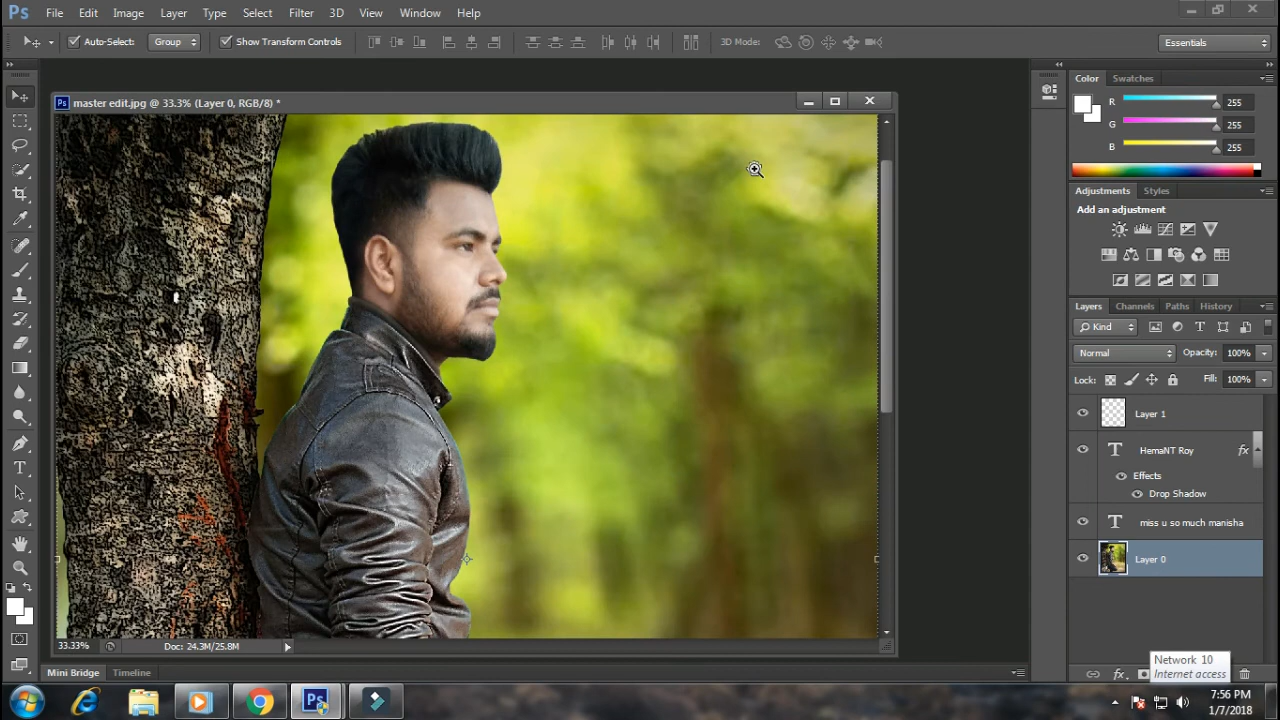 Ps File Edit Image Layer Type Select Filter 3D View Window Help
Auto-Select: Group Show Transform Controls 3D Mode: Essentials
Ps master edit.jpg @ 33.3% (Layer 0, RGB/8) *
Color Swatches
R 255
G 255
B 255
Adjustments Styles
Add an adjustment
Layers Channels Paths History
Kind
Normal Opacity: 100%
Lock: Fill: 100%
Layer 1
T HemaNT Roy fx
Effects
Drop Shadow
T miss u so much manisha
Layer 0
33.33% Doc: 24.3M/25.8M
Mini Bridge Timeline
fx.
Network 10
Internet access
Ps
7:56 PM
1/7/2018